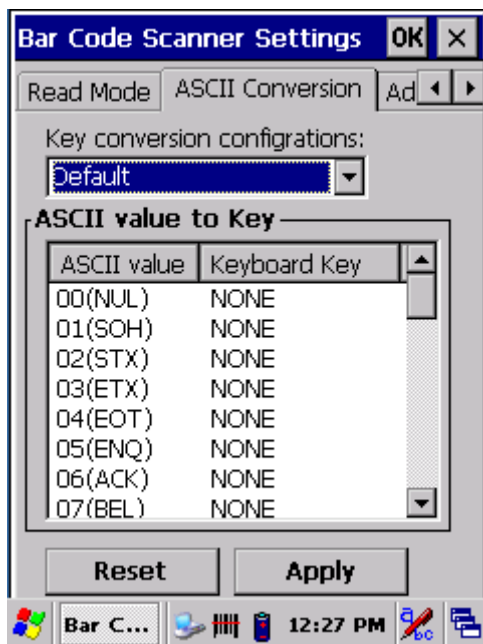 Bar Code Scanner Settings OK ×
Read Mode ASCII Conversion Ad
Key conversion configrations:
Default
ASCII value to Key
ASCII value Keyboard Key
00(NUL) NONE
01(SOH) NONE
02(STX) NONE
03(ETX) NONE
04(EOT) NONE
05(ENQ) NONE
06(ACK) NONE
07(BEL) NONE
Reset Apply
Bar C... 12:27 PM abc